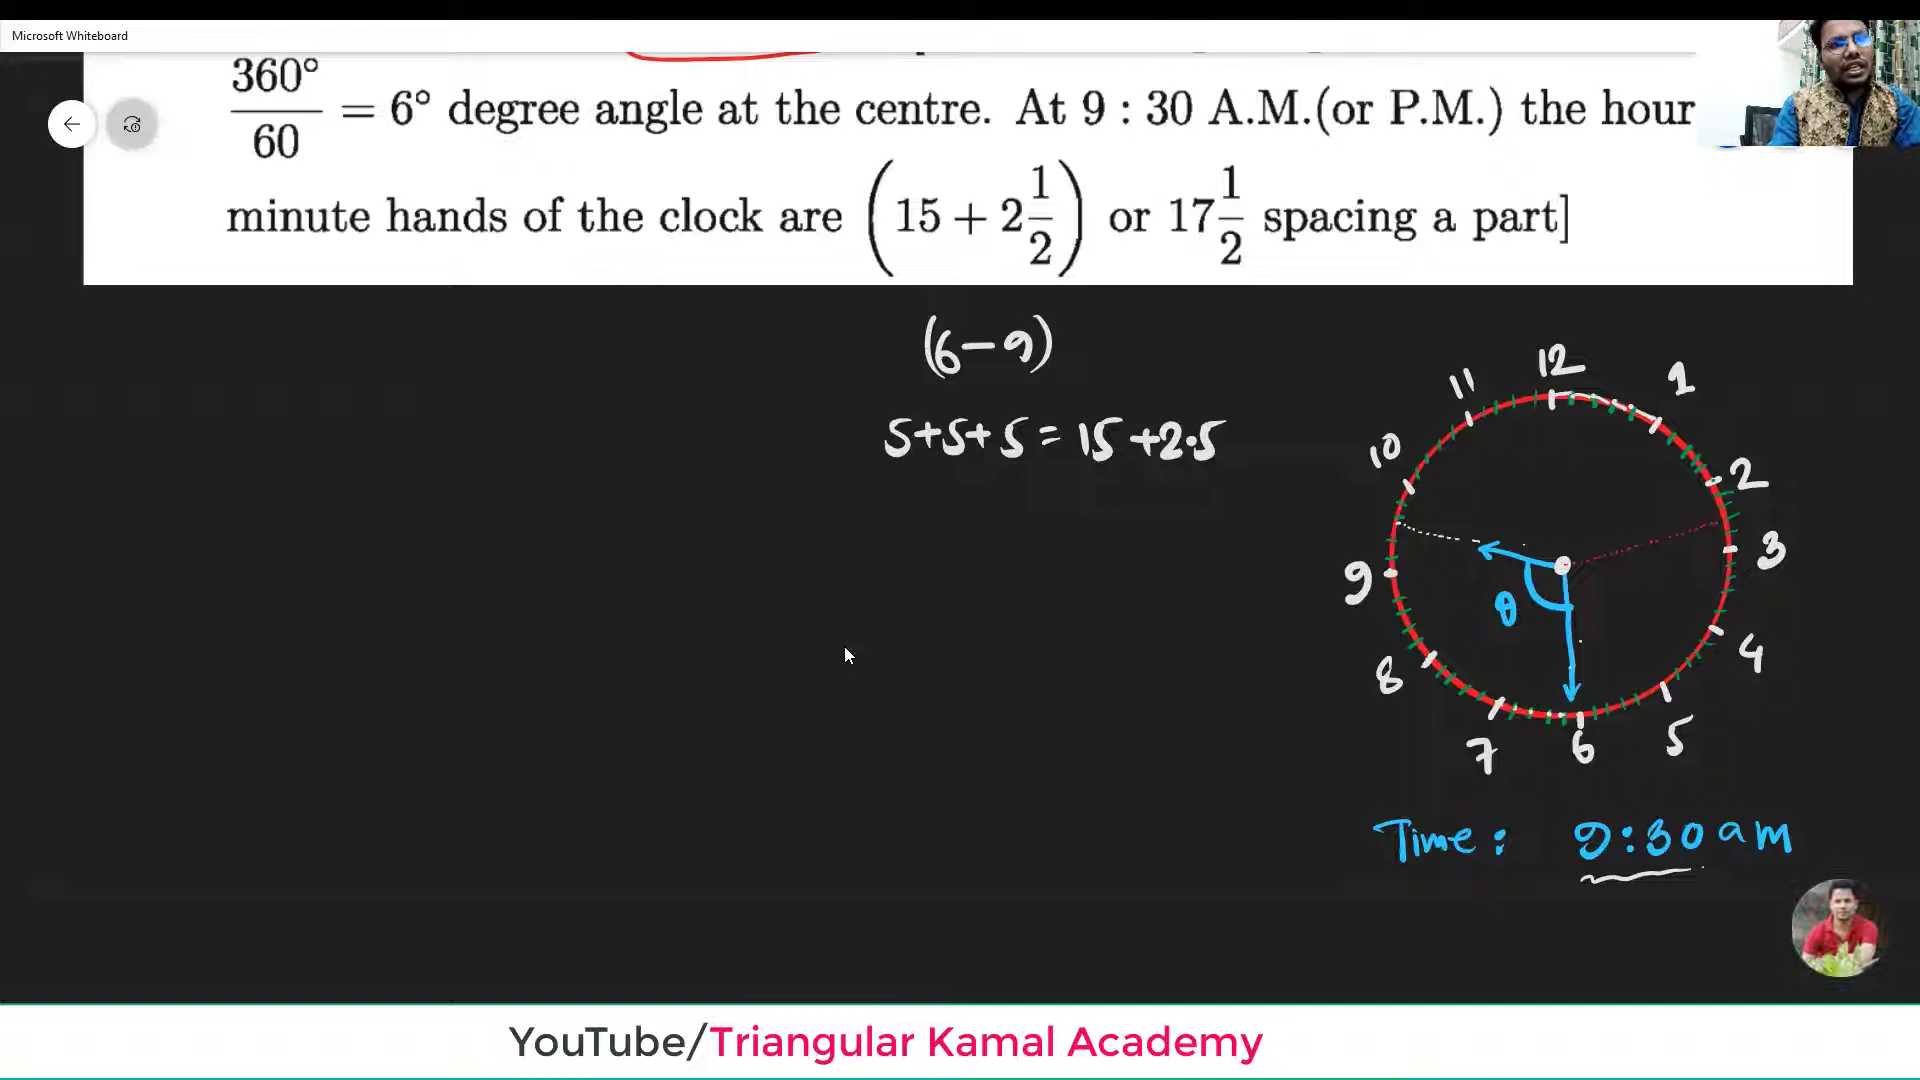 Microsoft Whiteboard
360°/60 = 6° degree angle at the centre. At 9 : 30 A.M.(or P.M.) the hour
minute hands of the clock are (15 + 2 1/2) or 17 1/2 spacing a part]
(6-9)
5+5+5 = 15+2.5
12
11
1
10
2
3
9
θ
8
4
7
6
5
Time: 9:30 am
YouTube/Triangular Kamal Academy